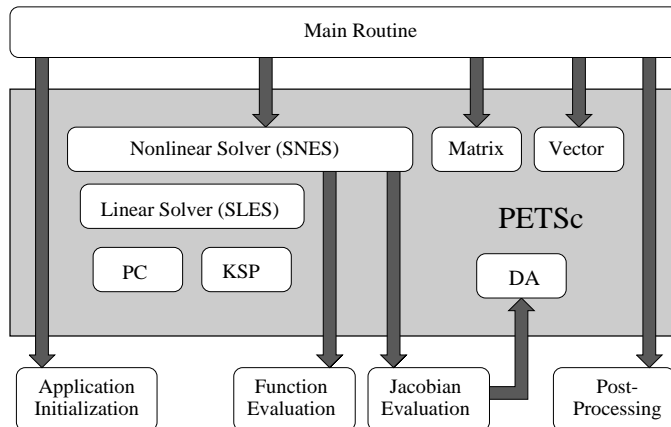 Main Routine
Nonlinear Solver (SNES)
Matrix
Vector
Linear Solver (SLES)
PETSc
PC
KSP
DA
Application
Initialization
Function
Evaluation
Jacobian
Evaluation
Post-
Processing